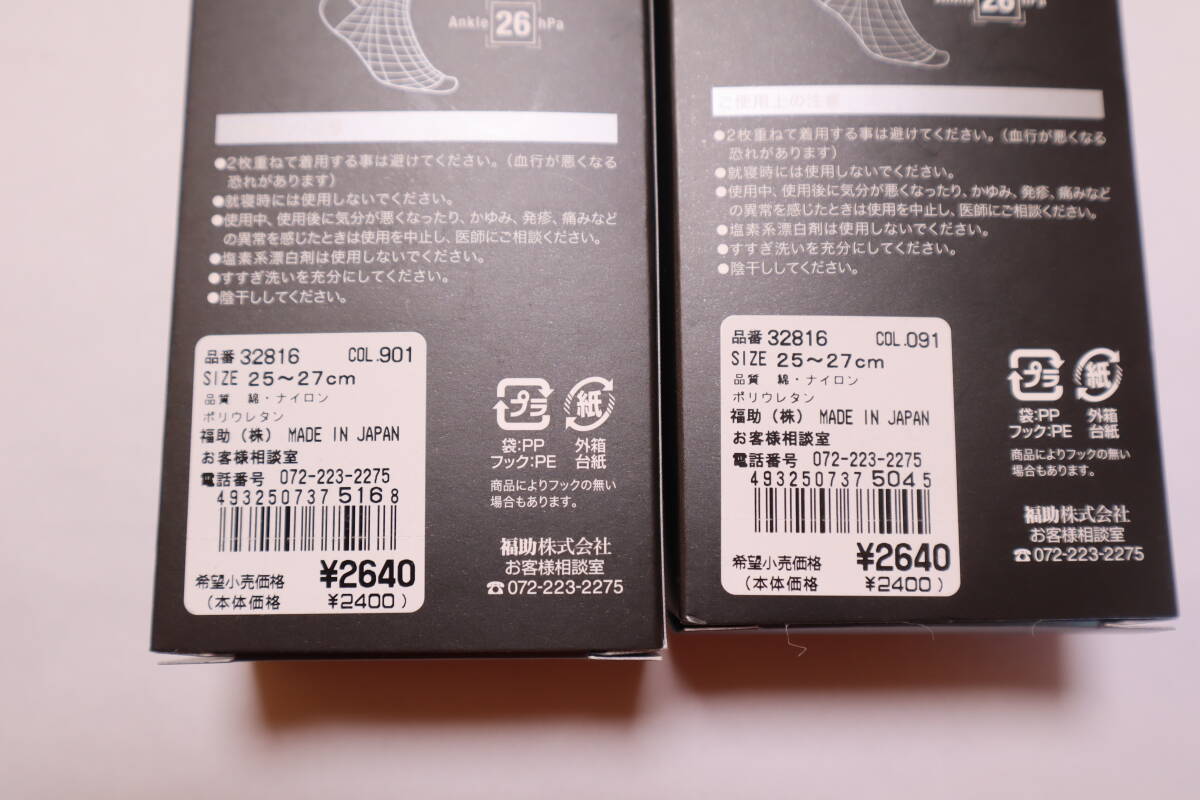 Ankle 26 hPa
●2枚重ねて着用する事は避けてください。（血行が悪くなる
恐れがあります）
●就寝時には使用しないでください。
●使用中、使用後に気分が悪くなったり、かゆみ、発疹、痛みなど
の異常を感じたときは使用を中止し、医師にご相談ください。
●塩素系漂白剤は使用しないでください。
●すすぎ洗いを充分にしてください。
●陰干ししてください。
品番 32816 COL.901
SIZE 25～27cm
品質 綿・ナイロン
ポリウレタン
福助（株） MADE IN JAPAN
お客様相談室
電話番号 072-223-2275
4932507375168
希望小売価格 ¥2640
（本体価格 ¥2400）
プラ 紙
袋:PP 外箱
フック:PE 台紙
商品によりフックの無い
場合もあります。
福助株式会社
お客様相談室
☎072-223-2275
Ankle 26 hPa
ご使用上の注意
●2枚重ねて着用する事は避けてください。（血行が悪くなる
恐れがあります）
●就寝時には使用しないでください。
●使用中、使用後に気分が悪くなったり、かゆみ、発疹、痛みなど
の異常を感じたときは使用を中止し、医師にご相談ください。
●塩素系漂白剤は使用しないでください。
●すすぎ洗いを充分にしてください。
●陰干ししてください。
品番 32816 COL.091
SIZE 25～27cm
品質 綿・ナイロン
ポリウレタン
福助（株） MADE IN JAPAN
お客様相談室
電話番号 072-223-2275
4932507375045
希望小売価格 ¥2640
（本体価格 ¥2400）
プラ 紙
袋:PP 外箱
フック:PE 台紙
商品によりフックの無い
場合もあります。
福助株式会社
お客様相談室
☎072-223-2275